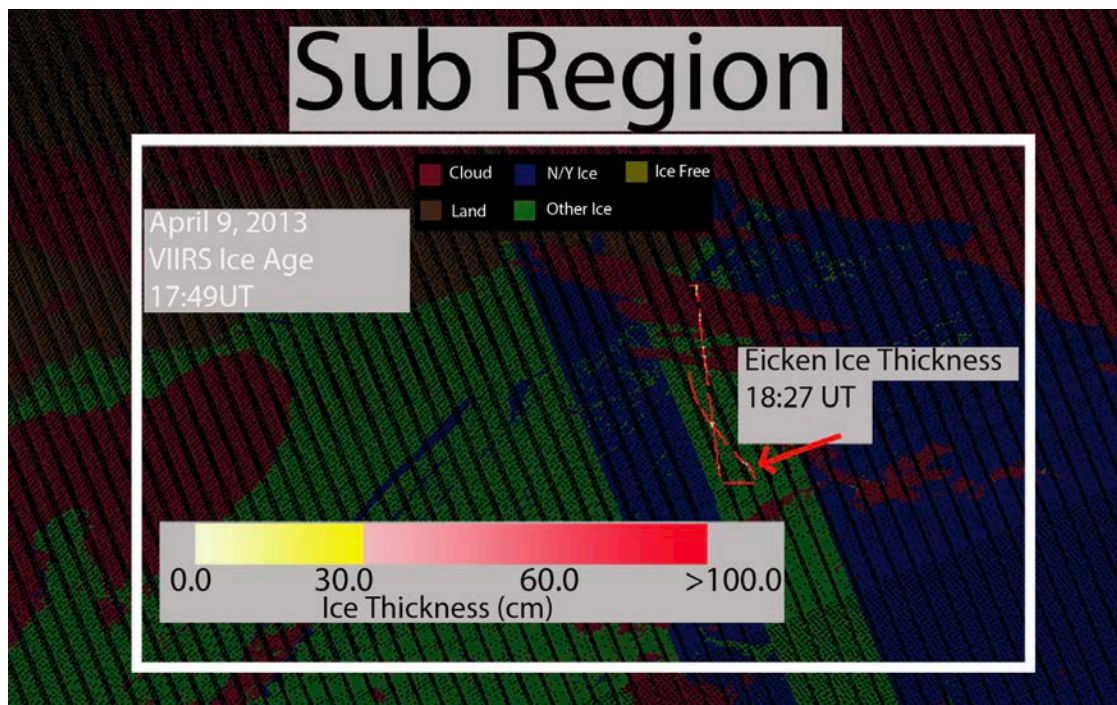 Sub Region
Cloud N/Y Ice Ice Free
Land Other Ice
April 9, 2013
VIIRS Ice Age
17:49UT
Eicken Ice Thickness
18:27 UT
0.0 30.0 60.0 >100.0
Ice Thickness (cm)